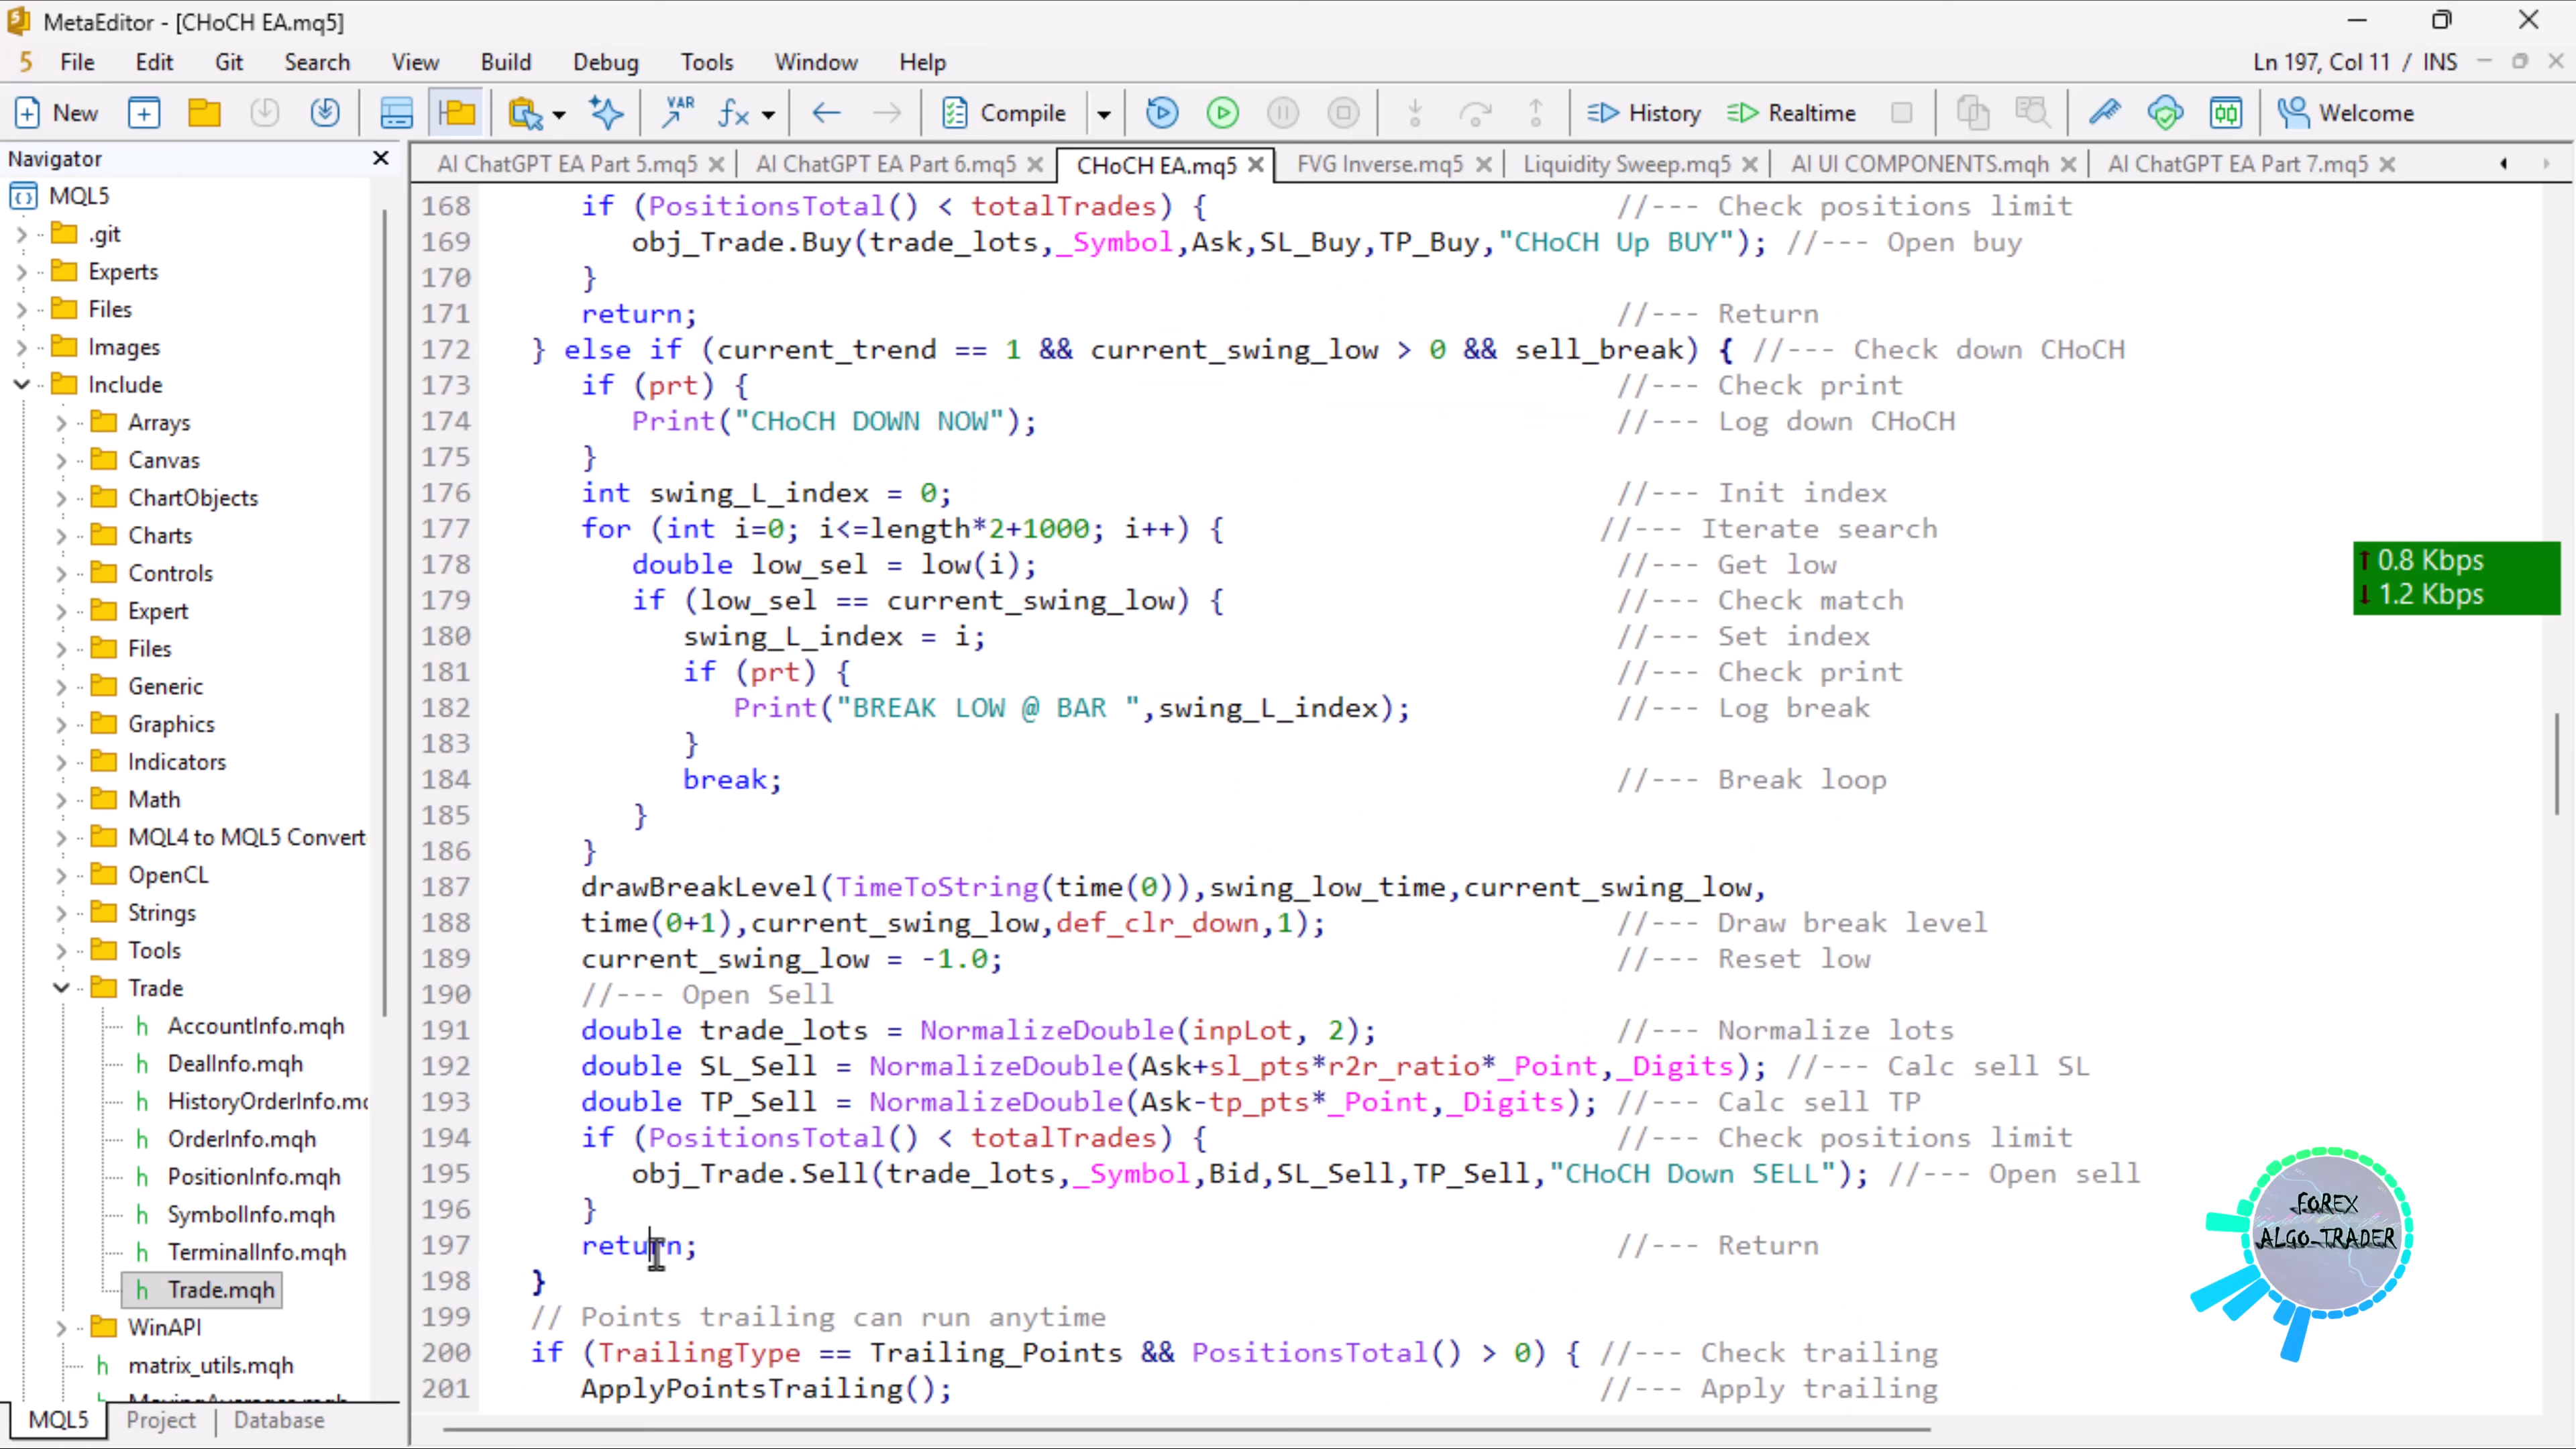 MetaEditor - [CHoCH EA.mq5]
5 File Edit Git Search View Build Debug Tools Window Help
Ln 197, Col 11 / INS
New
VAR
fx
Compile
History
Realtime
Welcome
Navigator
AI ChatGPT EA Part 5.mq5
AI ChatGPT EA Part 6.mq5
CHoCH EA.mq5
FVG Inverse.mq5
Liquidity Sweep.mq5
AI UI COMPONENTS.mqh
AI ChatGPT EA Part 7.mq5
MQL5
.git
Experts
Files
Images
Include
Arrays
Canvas
ChartObjects
Charts
Controls
Expert
Files
Generic
Graphics
Indicators
Math
MQL4 to MQL5 Convert
OpenCL
Strings
Tools
Trade
h AccountInfo.mqh
h DealInfo.mqh
h HistoryOrderInfo.m
h OrderInfo.mqh
h PositionInfo.mqh
h SymbolInfo.mqh
h TerminalInfo.mqh
h Trade.mqh
WinAPI
h matrix_utils.mqh
MQL5 Project Database
168 if (PositionsTotal() < totalTrades) { //--- Check positions limit
169 obj_Trade.Buy(trade_lots,_Symbol,Ask,SL_Buy,TP_Buy,"CHoCH Up BUY"); //--- Open buy
170 }
171 return; //--- Return
172 } else if (current_trend == 1 && current_swing_low > 0 && sell_break) { //--- Check down CHoCH
173 if (prt) { //--- Check print
174 Print("CHoCH DOWN NOW"); //--- Log down CHoCH
175 }
176 int swing_L_index = 0; //--- Init index
177 for (int i=0; i<=length*2+1000; i++) { //--- Iterate search
178 double low_sel = low(i); //--- Get low
179 if (low_sel == current_swing_low) { //--- Check match
180 swing_L_index = i; //--- Set index
181 if (prt) { //--- Check print
182 Print("BREAK LOW @ BAR ",swing_L_index); //--- Log break
183 }
184 break; //--- Break loop
185 }
186 }
187 drawBreakLevel(TimeToString(time(0)),swing_low_time,current_swing_low,
188 time(0+1),current_swing_low,def_clr_down,1); //--- Draw break level
189 current_swing_low = -1.0; //--- Reset low
190 //--- Open Sell
191 double trade_lots = NormalizeDouble(inpLot, 2); //--- Normalize lots
192 double SL_Sell = NormalizeDouble(Ask+sl_pts*r2r_ratio*_Point,_Digits); //--- Calc sell SL
193 double TP_Sell = NormalizeDouble(Ask-tp_pts*_Point,_Digits); //--- Calc sell TP
194 if (PositionsTotal() < totalTrades) { //--- Check positions limit
195 obj_Trade.Sell(trade_lots,_Symbol,Bid,SL_Sell,TP_Sell,"CHoCH Down SELL"); //--- Open sell
196 }
197 return; //--- Return
198 }
199 // Points trailing can run anytime
200 if (TrailingType == Trailing_Points && PositionsTotal() > 0) { //--- Check trailing
201 ApplyPointsTrailing(); //--- Apply trailing
↑ 0.8 Kbps
↓ 1.2 Kbps
FOREX
ALGO-TRADER